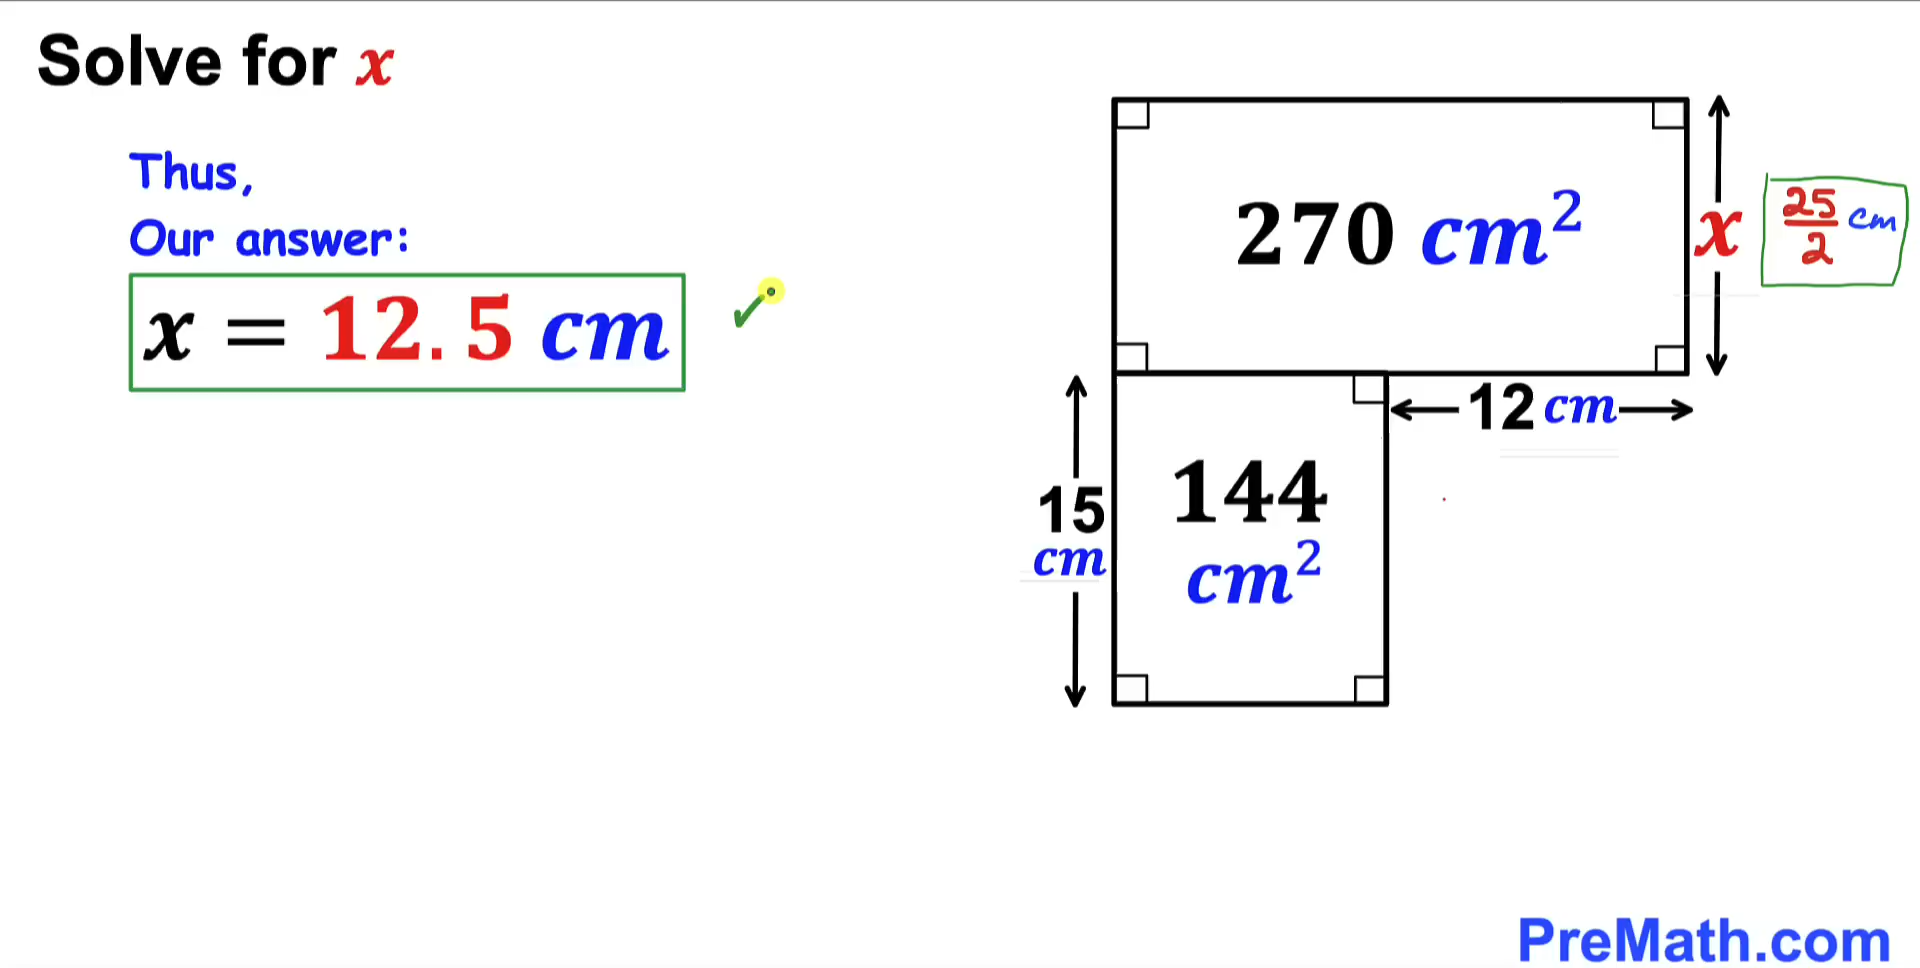 Solve for x
Thus,
Our answer:
x = 12.5 cm
270 cm²
x
25/2 cm
12 cm
15
cm
144
cm²
PreMath.com